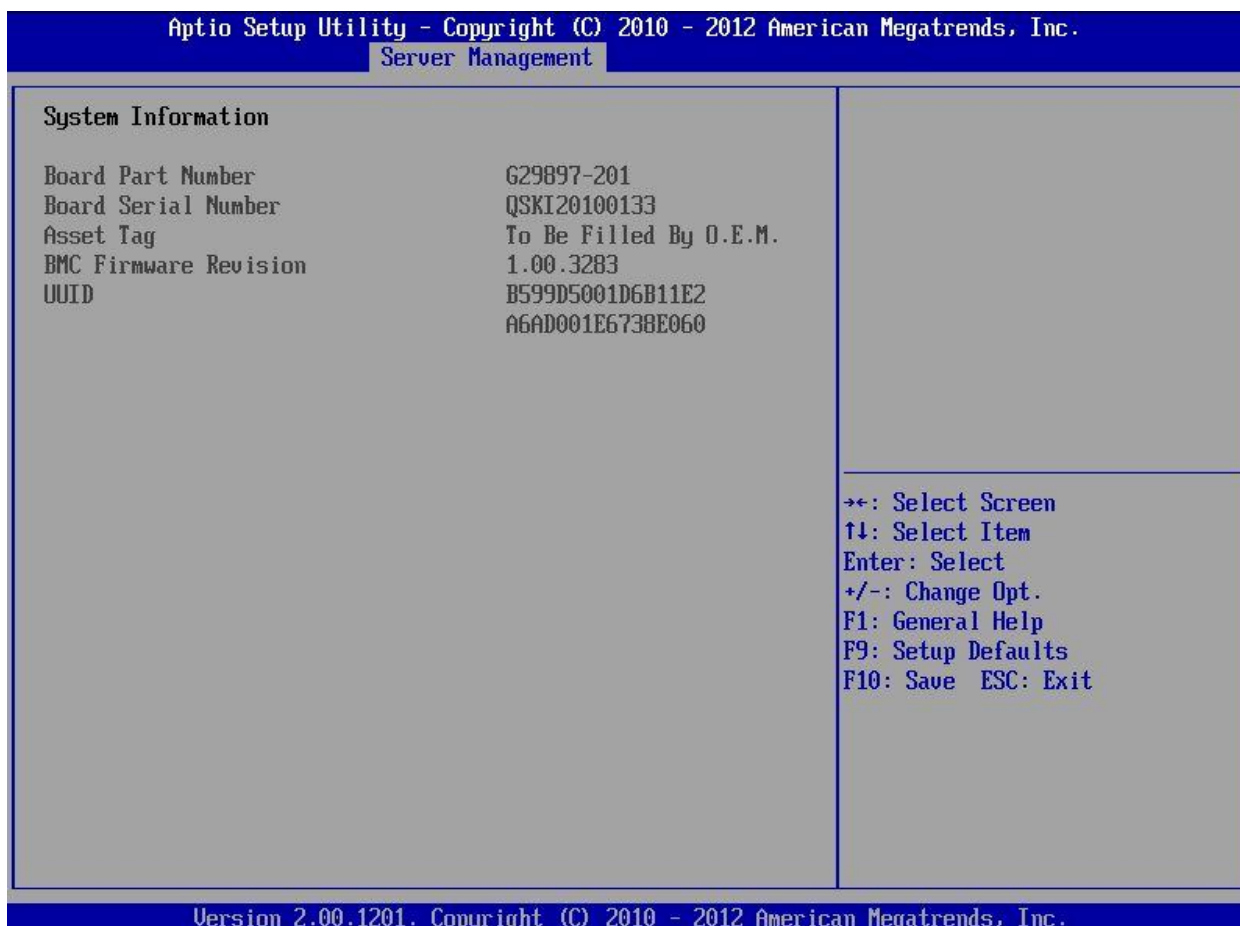 Aptio Setup Utility - Copyright (C) 2010 - 2012 American Megatrends, Inc.
Server Management
System Information
Board Part Number G29897-201
Board Serial Number QSKI20100133
Asset Tag To Be Filled By O.E.M.
BMC Firmware Revision 1.00.3283
UUID B599D5001D6B11E2
A6AD001E6738E060
→←: Select Screen
↑↓: Select Item
Enter: Select
+/-: Change Opt.
F1: General Help
F9: Setup Defaults
F10: Save ESC: Exit
Version 2.00.1201. Copyright (C) 2010 - 2012 American Megatrends, Inc.